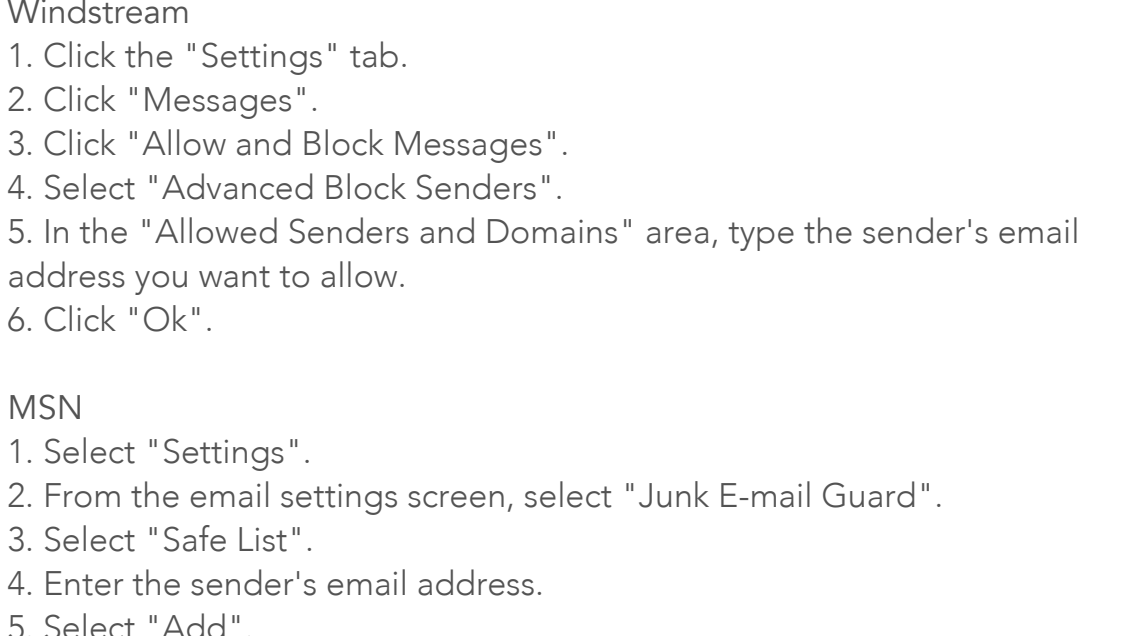 Windstream
1. Click the "Settings" tab.
2. Click "Messages".
3. Click "Allow and Block Messages".
4. Select "Advanced Block Senders".
5. In the "Allowed Senders and Domains" area, type the sender's email
address you want to allow.
6. Click "Ok".
MSN
1. Select "Settings".
2. From the email settings screen, select "Junk E-mail Guard".
3. Select "Safe List".
4. Enter the sender's email address.
5. Select "Add".